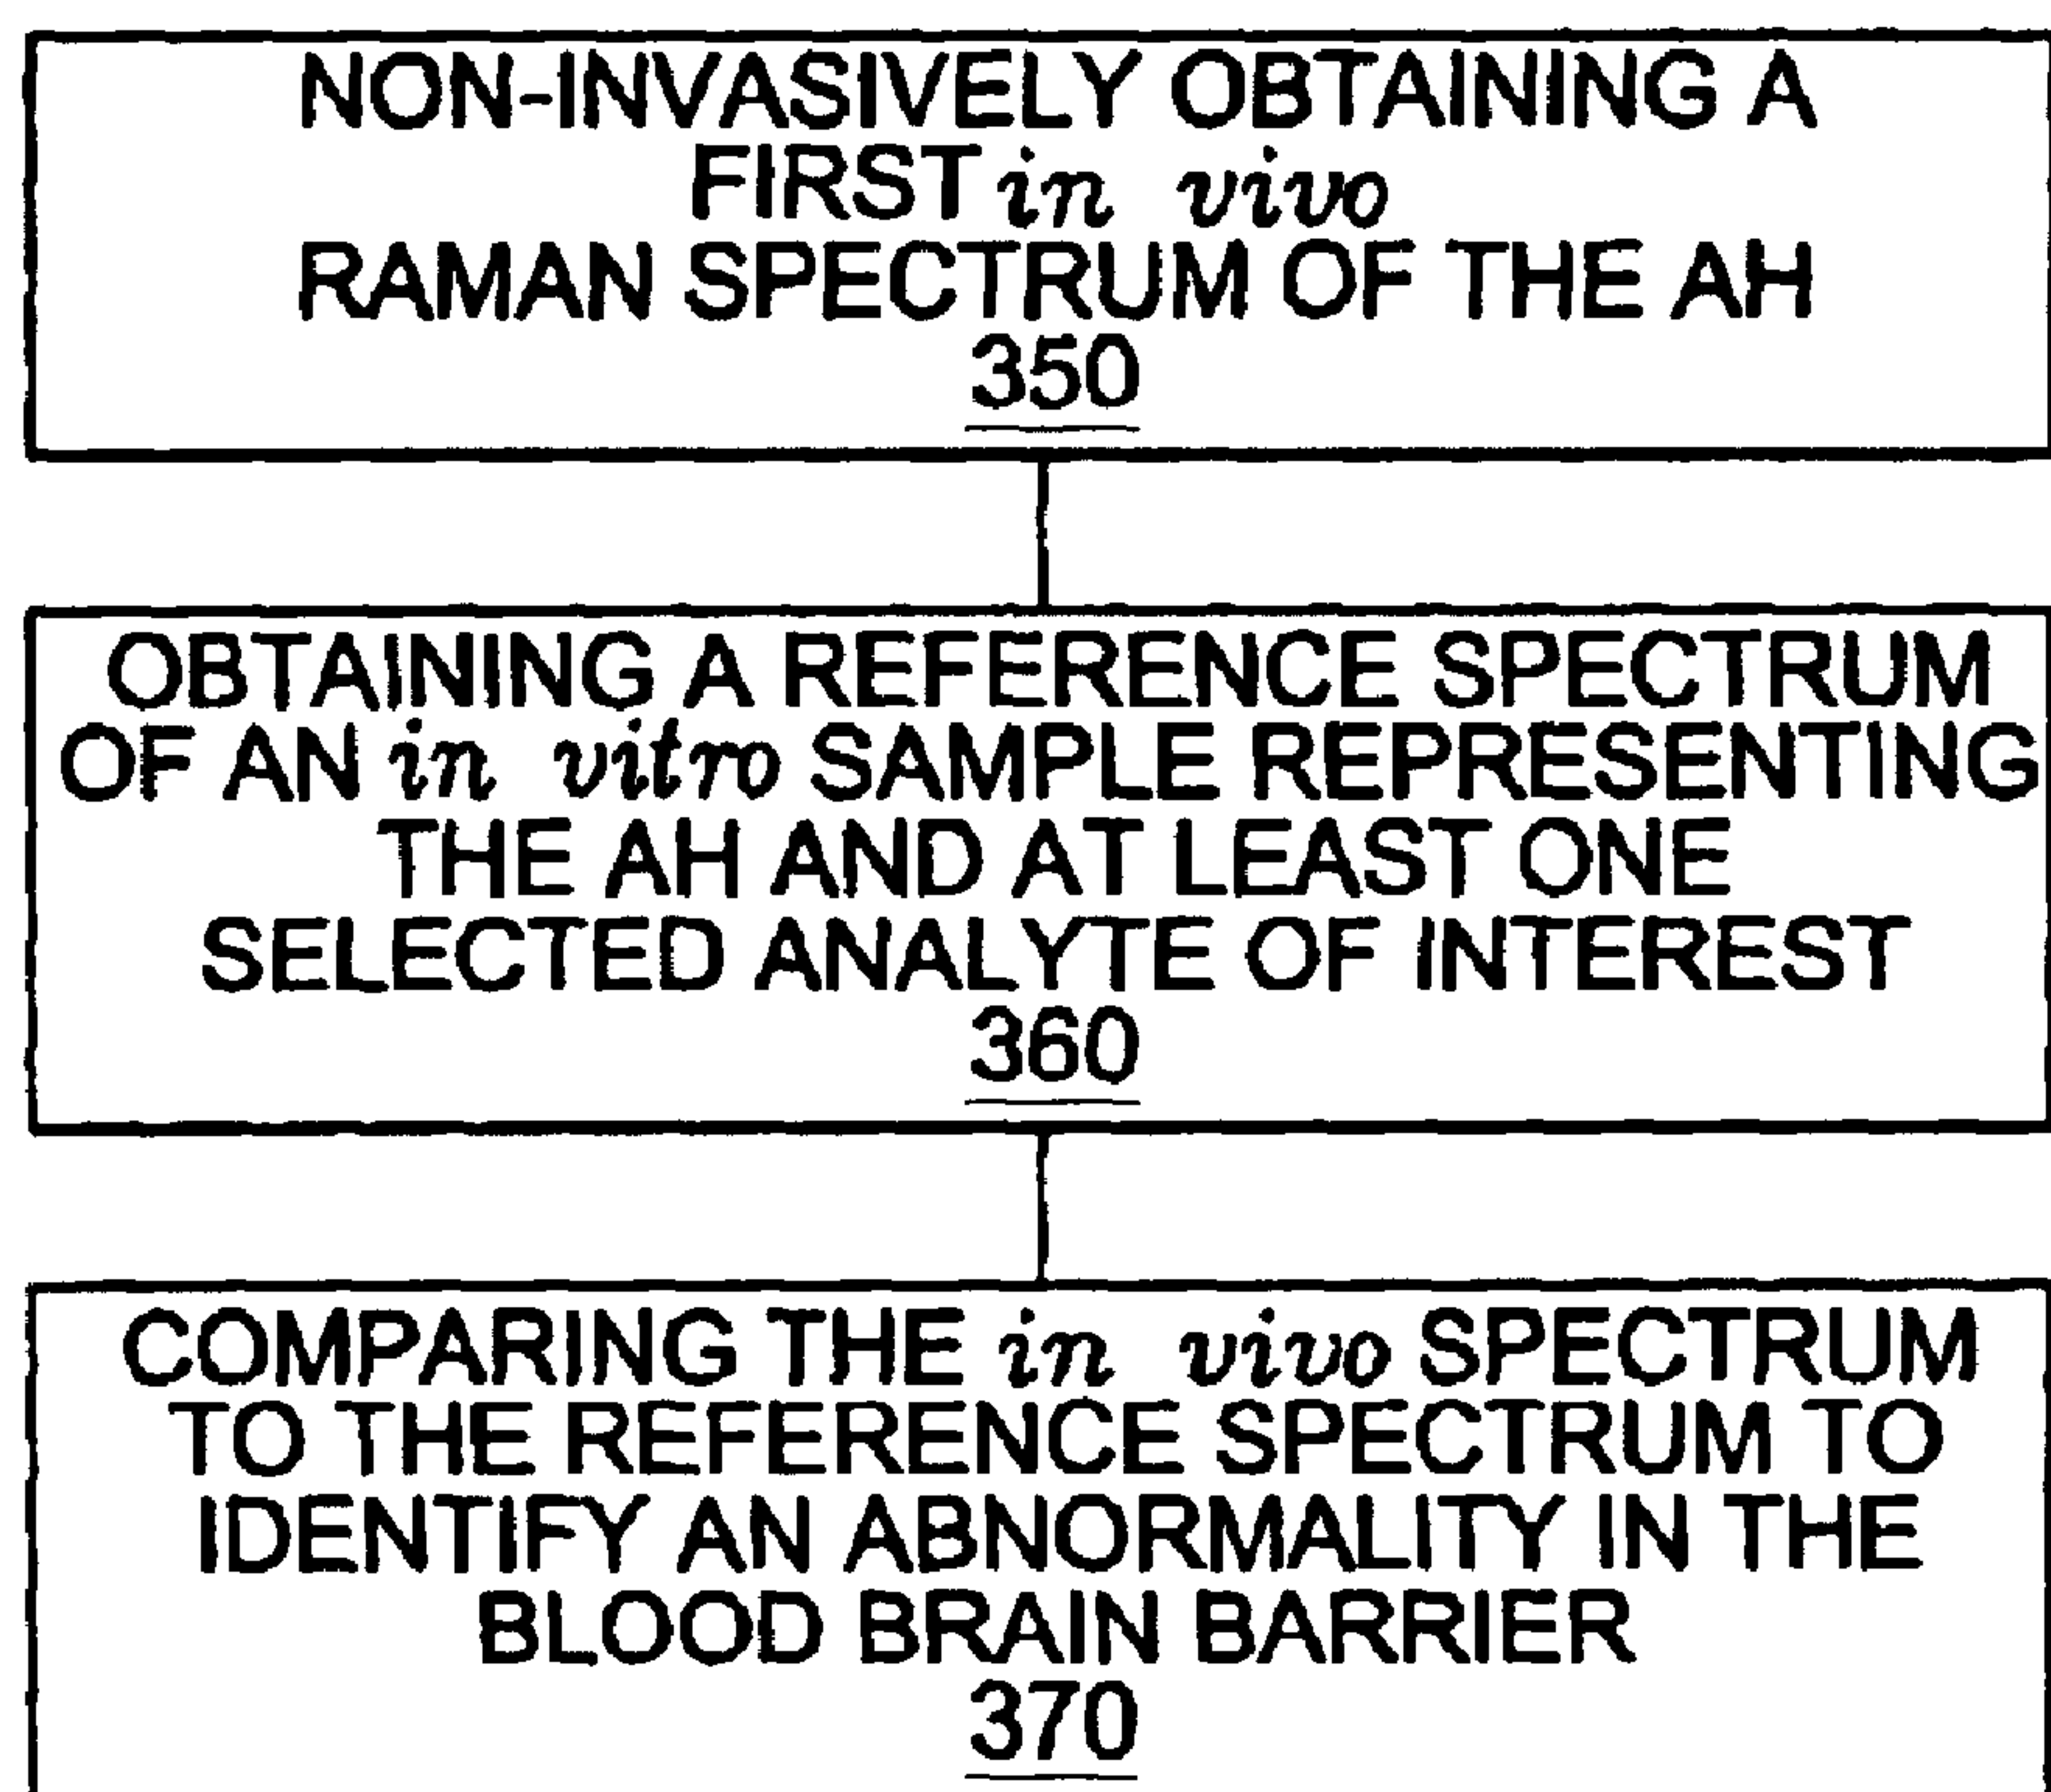 NON-INVASIVELY OBTAINING A
FIRST in vivo
RAMAN SPECTRUM OF THE AH
350
OBTAINING A REFERENCE SPECTRUM
OF AN in vitro SAMPLE REPRESENTING
THE AH AND AT LEAST ONE
SELECTED ANALYTE OF INTEREST
360
COMPARING THE in vivo SPECTRUM
TO THE REFERENCE SPECTRUM TO
IDENTIFY AN ABNORMALITY IN THE
BLOOD BRAIN BARRIER
370